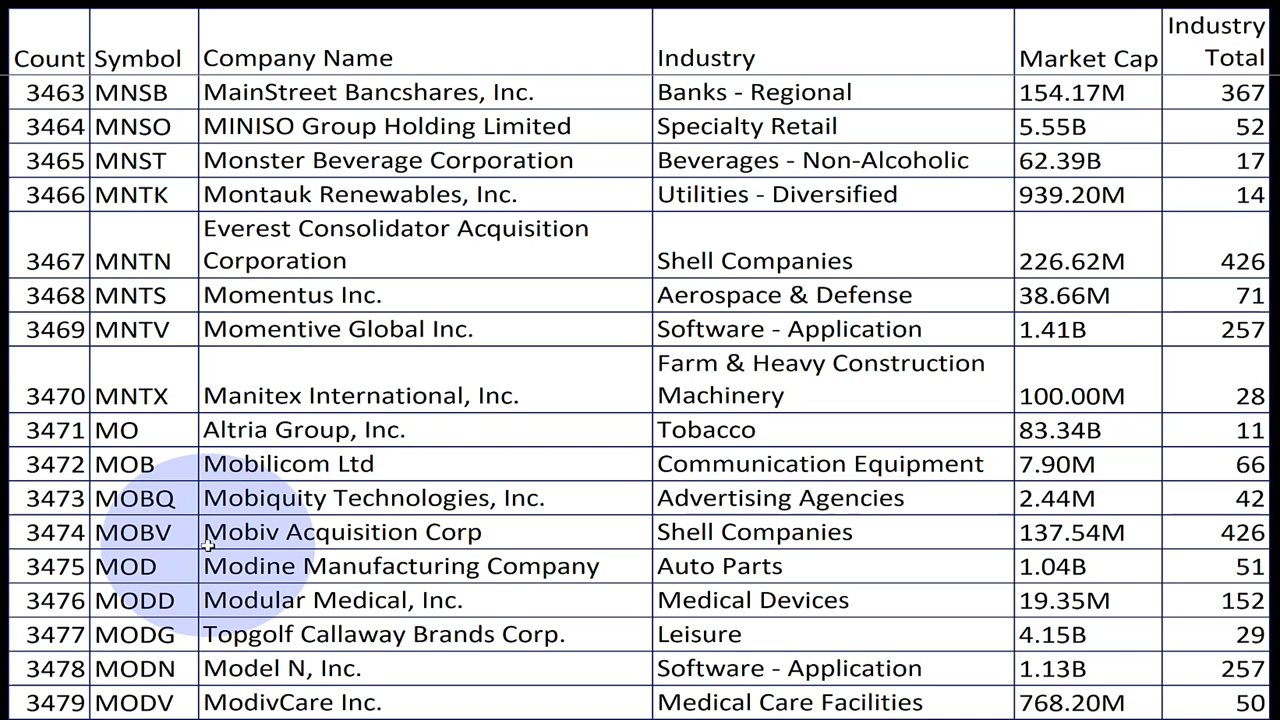 Count Symbol Company Name Industry Market Cap Industry Total
3463 MNSB MainStreet Bancshares, Inc. Banks - Regional 154.17M 367
3464 MNSO MINISO Group Holding Limited Specialty Retail 5.55B 52
3465 MNST Monster Beverage Corporation Beverages - Non-Alcoholic 62.39B 17
3466 MNTK Montauk Renewables, Inc. Utilities - Diversified 939.20M 14
3467 MNTN Everest Consolidator Acquisition Corporation Shell Companies 226.62M 426
3468 MNTS Momentus Inc. Aerospace & Defense 38.66M 71
3469 MNTV Momentive Global Inc. Software - Application 1.41B 257
3470 MNTX Manitex International, Inc. Farm & Heavy Construction Machinery 100.00M 28
3471 MO Altria Group, Inc. Tobacco 83.34B 11
3472 MOB Mobilicom Ltd Communication Equipment 7.90M 66
3473 MOBQ Mobiquity Technologies, Inc. Advertising Agencies 2.44M 42
3474 MOBV Mobiv Acquisition Corp Shell Companies 137.54M 426
3475 MOD Modine Manufacturing Company Auto Parts 1.04B 51
3476 MODD Modular Medical, Inc. Medical Devices 19.35M 152
3477 MODG Topgolf Callaway Brands Corp. Leisure 4.15B 29
3478 MODN Model N, Inc. Software - Application 1.13B 257
3479 MODV ModivCare Inc. Medical Care Facilities 768.20M 50